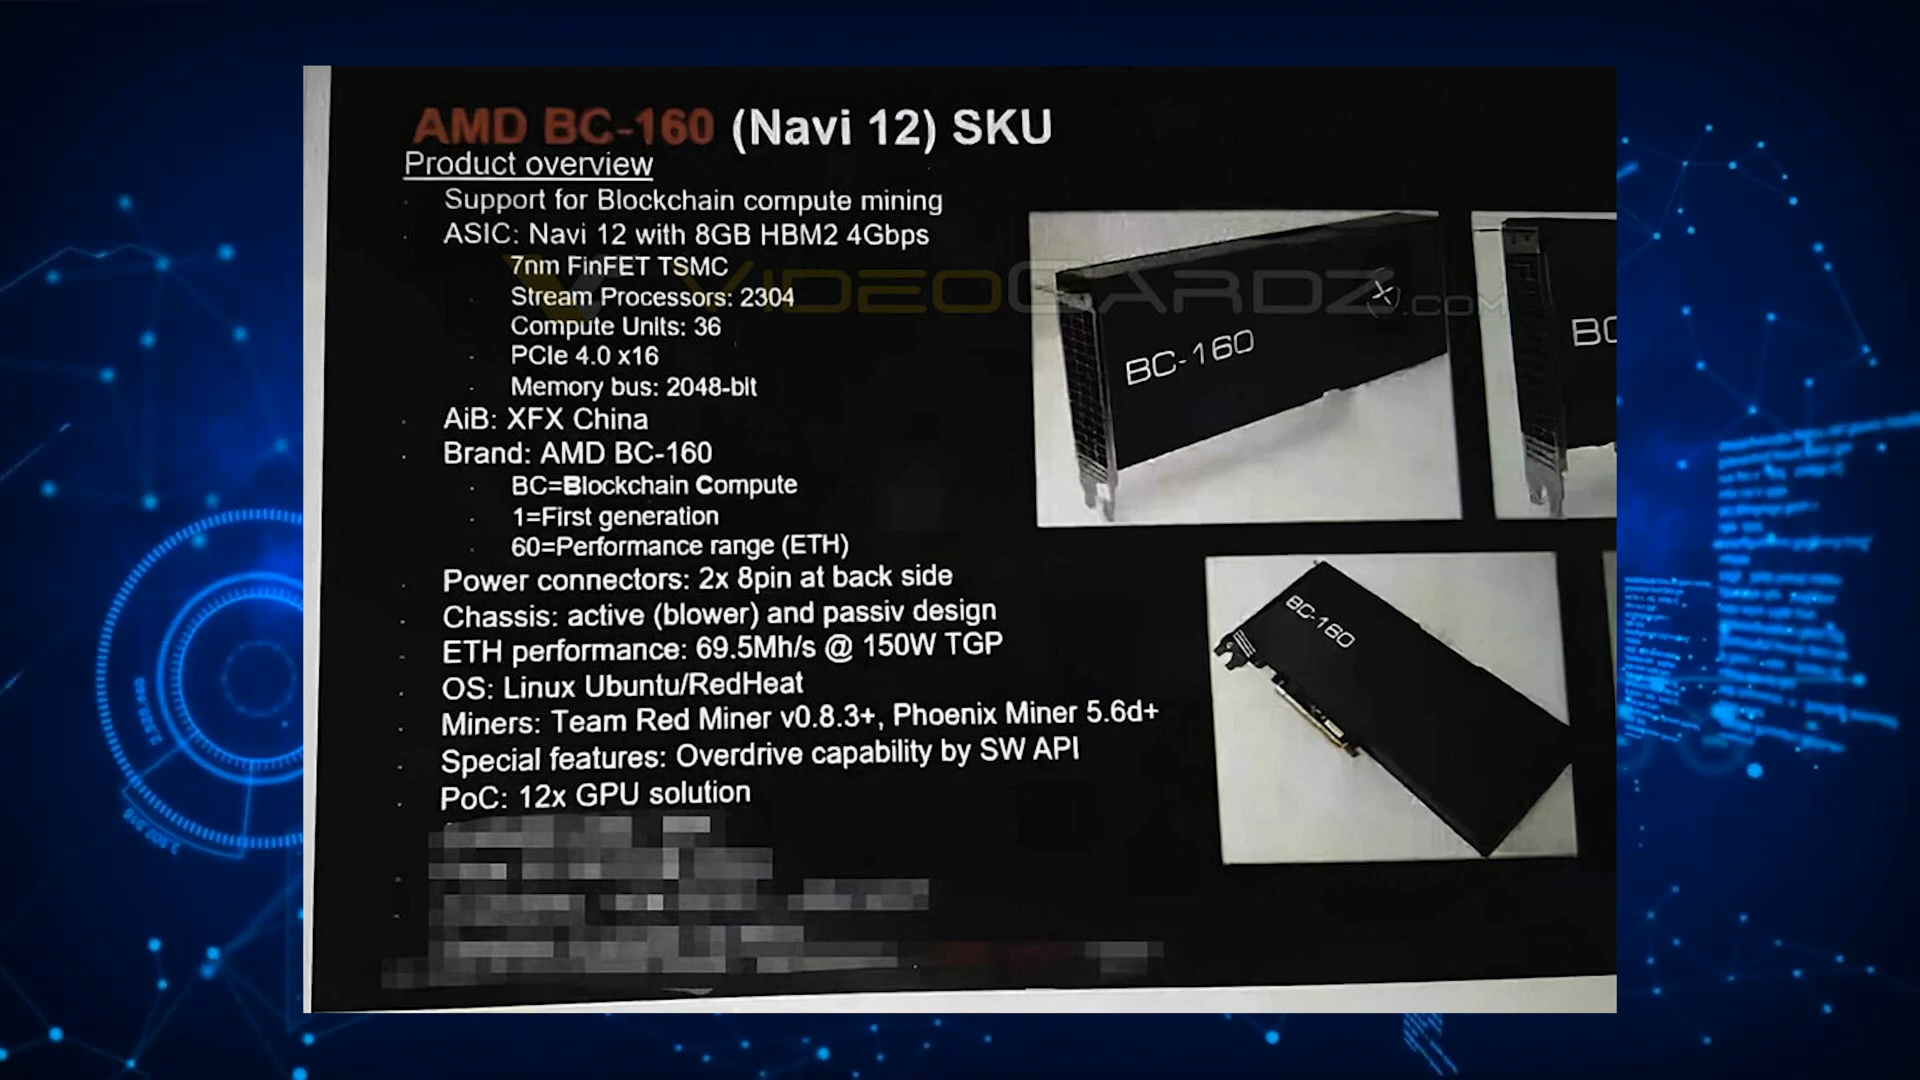 AMD BC-160 (Navi 12) SKU
Product overview
Support for Blockchain compute mining
ASIC: Navi 12 with 8GB HBM2 4Gbps
7nm FinFET TSMC
Stream Processors: 2304
Compute Units: 36
PCIe 4.0 x16
Memory bus: 2048-bit
AiB: XFX China
Brand: AMD BC-160
BC=Blockchain Compute
1=First generation
60=Performance range (ETH)
Power connectors: 2x 8pin at back side
Chassis: active (blower) and passiv design
ETH performance: 69.5Mh/s @ 150W TGP
OS: Linux Ubuntu/RedHeat
Miners: Team Red Miner v0.8.3+, Phoenix Miner 5.6d+
Special features: Overdrive capability by SW API
PoC: 12x GPU solution
VIDEOCARDZ.COM
BC-160
BC
BC-160